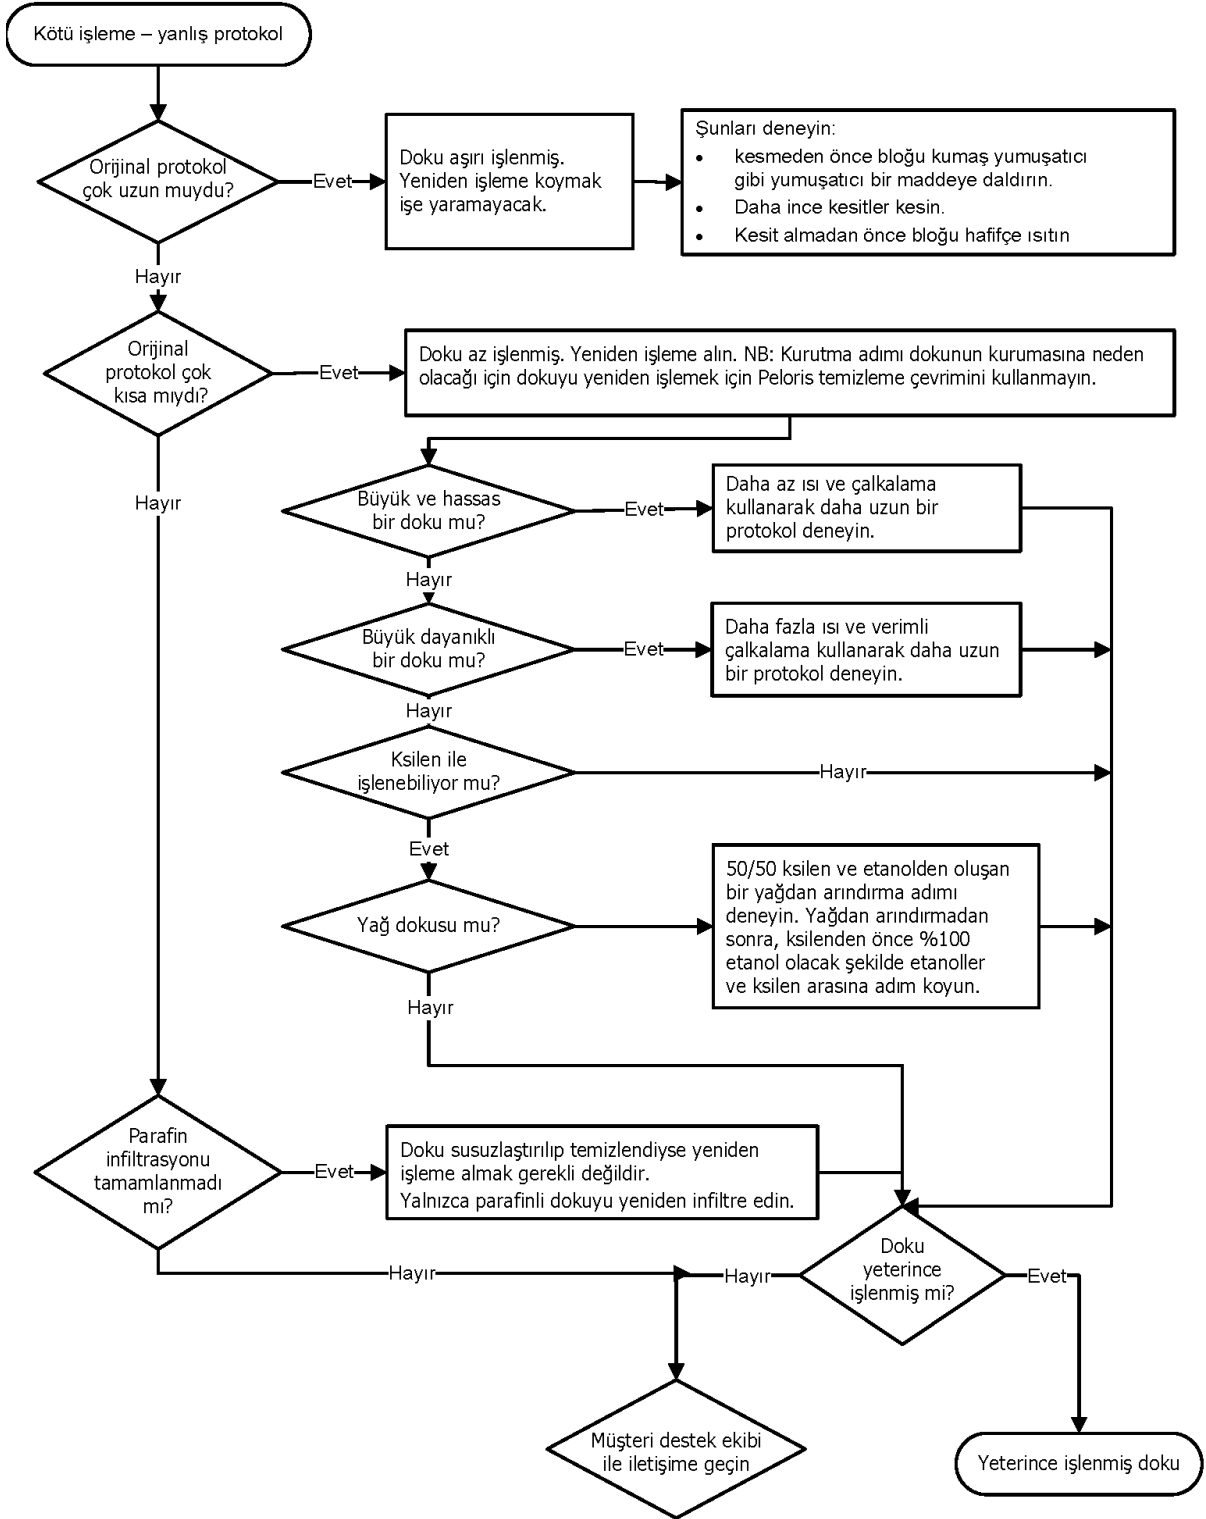 Kötü işleme – yanlış protokol
Orijinal protokol
çok uzun muydu?
Evet
Doku aşırı işlenmiş.
Yeniden işleme koymak
işe yaramayacak.
Şunları deneyin:
• kesmeden önce bloğu kumaş yumuşatıcı
gibi yumuşatıcı bir maddeye daldırın.
• Daha ince kesitler kesin.
• Kesit almadan önce bloğu hafifçe ısıtın
Hayır
Orijinal
protokol çok
kısa mıydı?
Evet
Doku az işlenmiş. Yeniden işleme alın. NB: Kurutma adımı dokunun kurumasına neden
olacağı için dokuyu yeniden işlemek için Peloris temizleme çevrimini kullanmayın.
Hayır
Büyük ve hassas
bir doku mu?
Evet
Daha az ısı ve çalkalama
kullanarak daha uzun bir
protokol deneyin.
Hayır
Büyük dayanıklı
bir doku mu?
Evet
Daha fazla ısı ve verimli
çalkalama kullanarak daha uzun
bir protokol deneyin.
Hayır
Ksilen ile
işlenebiliyor mu?
Hayır
Evet
Yağ dokusu mu?
50/50 ksilen ve etanolden oluşan
bir yağdan arındırma adımı
deneyin. Yağdan arındırmadan
sonra, ksilenden önce %100
etanol olacak şekilde etanoller
ve ksilen arasına adım koyun.
Hayır
Parafin
infiltrasyonu
tamamlanmadı
mı?
Evet
Doku susuzlaştırılıp temizlendiyse yeniden
işleme almak gerekli değildir.
Yalnızca parafinli dokuyu yeniden infiltre edin.
Hayır
Doku
yeterince
işlenmiş mi?
Hayır
Evet
Müşteri destek ekibi
ile iletişime geçin
Yeterince işlenmiş doku